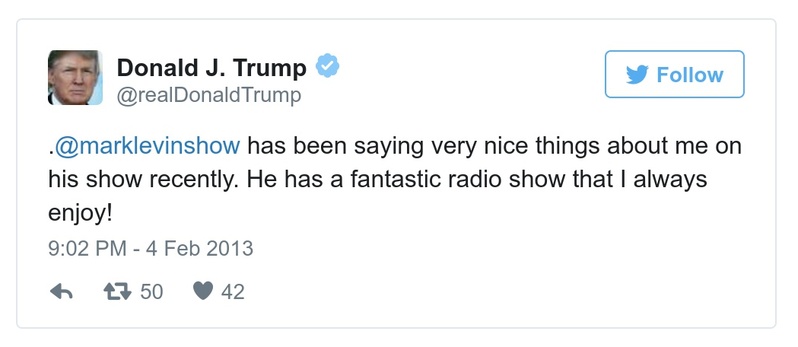 Donald J. Trump
@realDonaldTrump
Follow
.@marklevinshow has been saying very nice things about me on
his show recently. He has a fantastic radio show that I always
enjoy!
9:02 PM - 4 Feb 2013
50 42